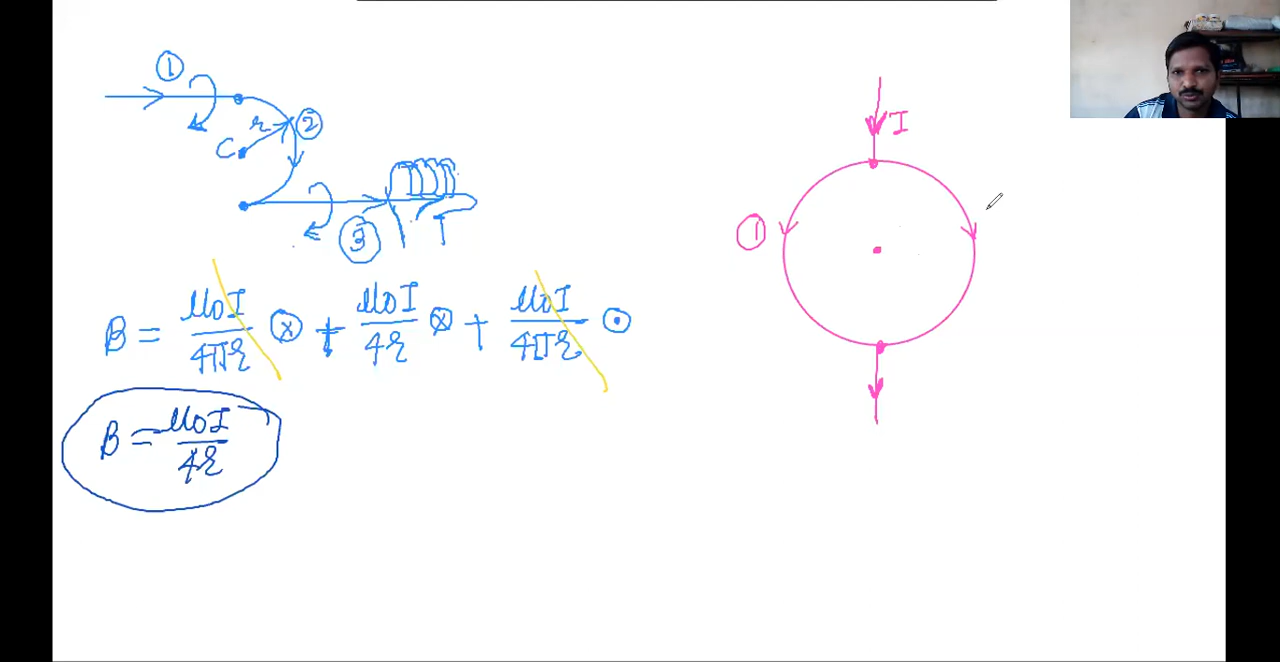 ①
r ②
C
③
B = μ₀I/4πr ⊗ + μ₀I/4r ⊗ + μ₀I/4πr ⊙
B = μ₀I/4r
I
①